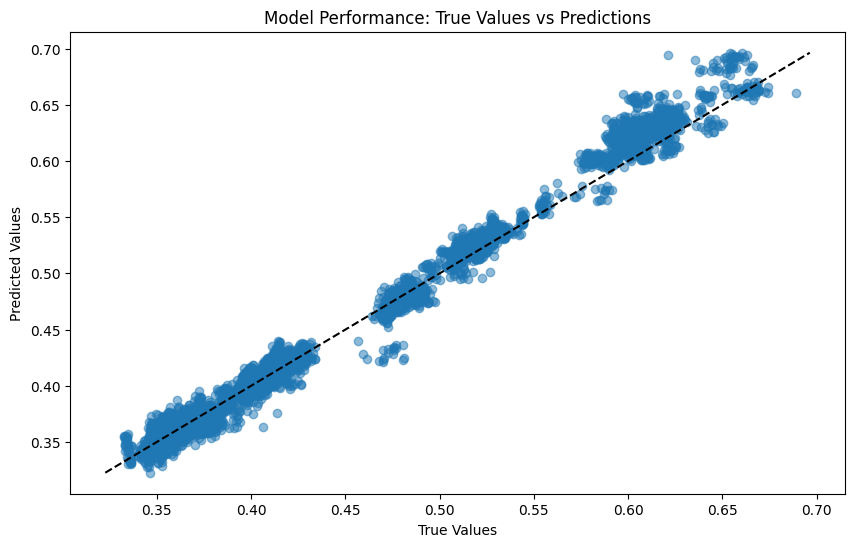 Model Performance: True Values vs Predictions
0.70
0.65
0.60
0.55
0.50
0.45
0.40
0.35
Predicted Values
0.35 0.40 0.45 0.50 0.55 0.60 0.65 0.70
True Values